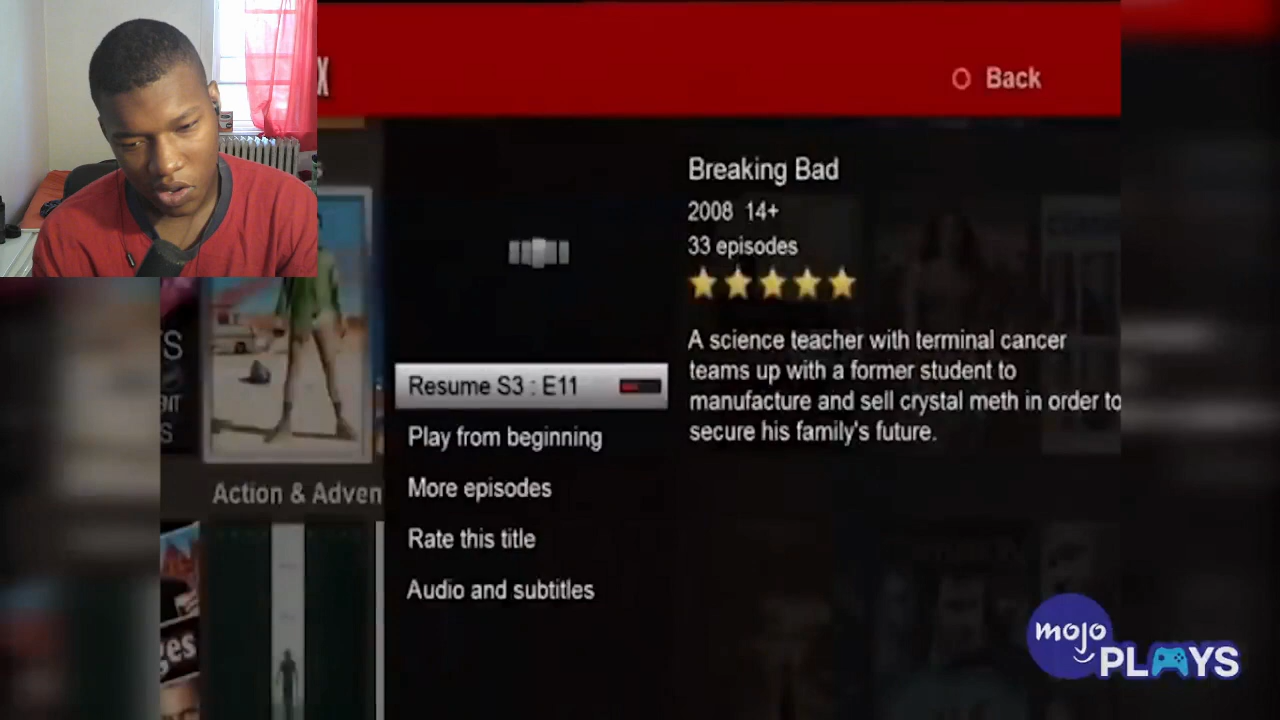 X
Back
Breaking Bad
2008 14+
33 episodes
A science teacher with terminal cancer
teams up with a former student to
manufacture and sell crystal meth in order to
secure his family's future.
Resume S3 : E11
Play from beginning
More episodes
Rate this title
Audio and subtitles
S
S
Action & Adven
ges
mojo
PLAYS